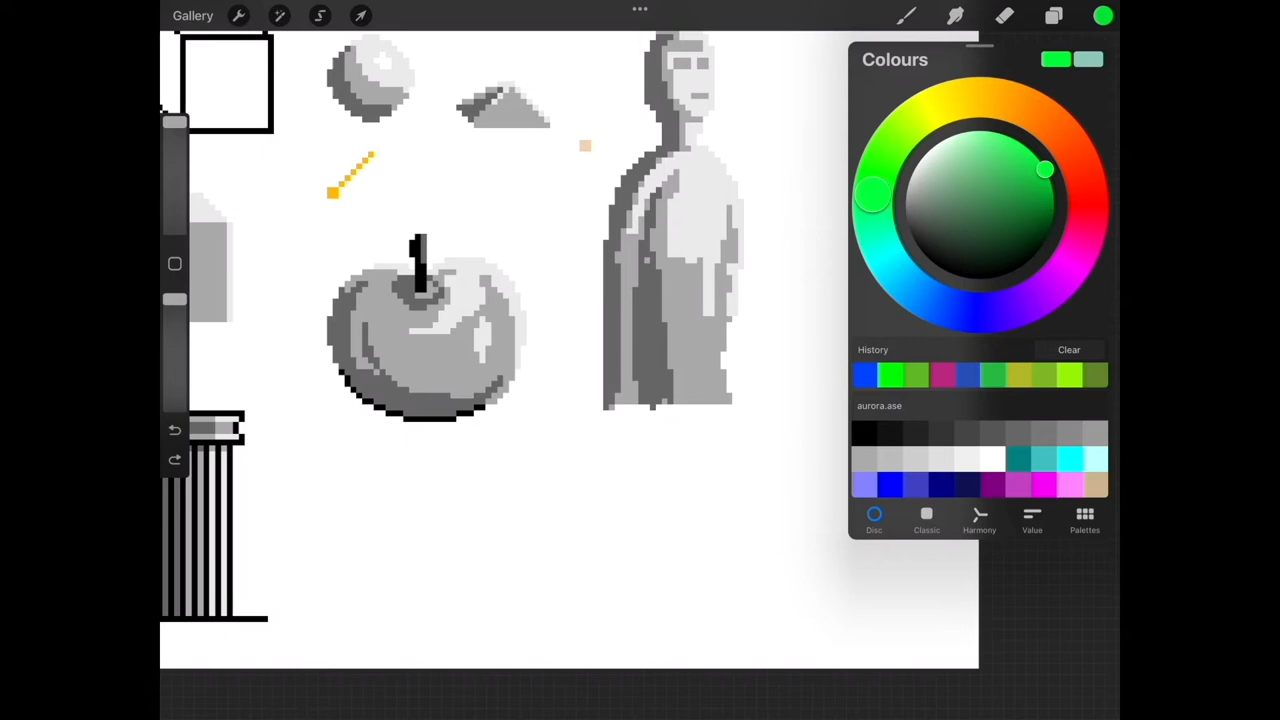 Gallery
Colours
History
Clear
aurora.ase
Disc
Classic
Harmony
Value
Palettes